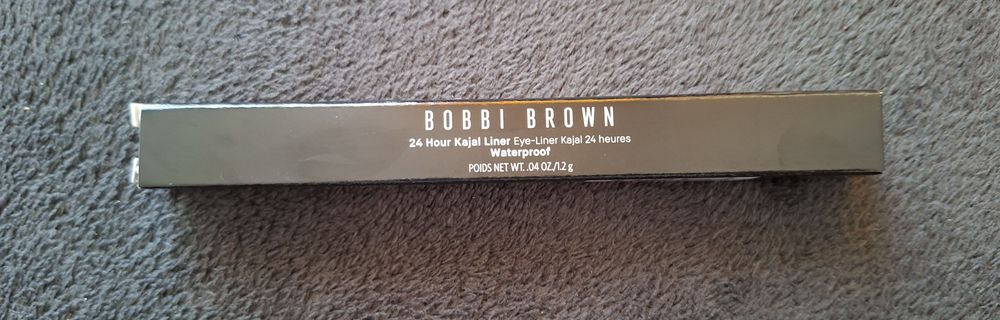 BOBBI BROWN
24 Hour Kajal Liner Eye-Liner Kajal 24 heures
Waterproof
POIDS NET WT. .04 OZ./1.2 g